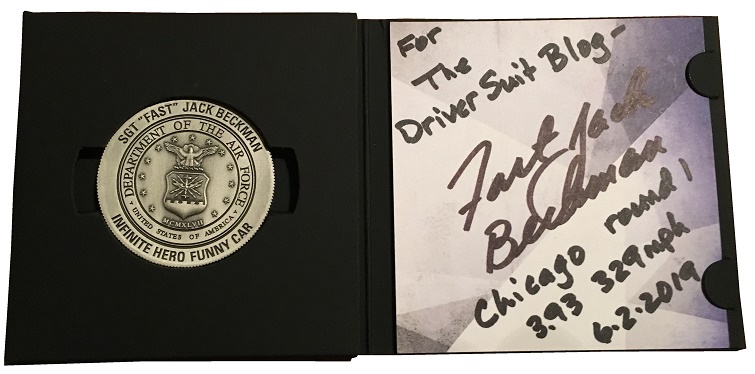 SGT "FAST" JACK BECKMAN
DEPARTMENT OF THE AIR FORCE
MCMXLVII
UNITED STATES OF AMERICA
INFINITE HERO FUNNY CAR
For
The
Driver Suit Blog-
Fast Jack
Beckman
Chicago round 1
3.93 329mph
6.2.2019